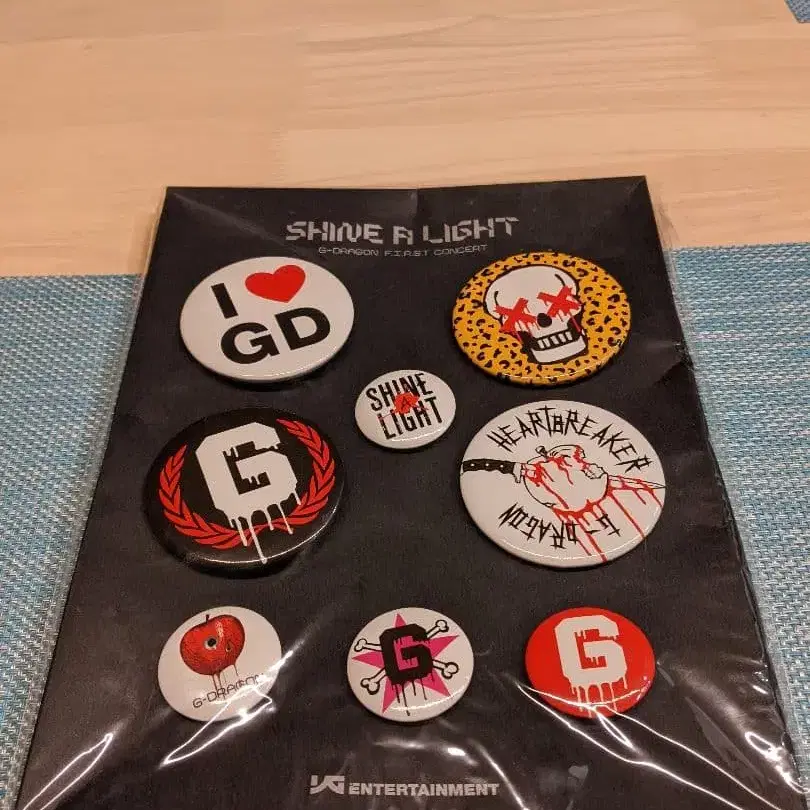 SHINE A LIGHT
G-DRAGON F.I.R.S.T CONCERT
I ♥
GD
SHINE
A
LIGHT
G
HEARTBREAKER
G-DRAGON
G-DRAGON
G
G
YG ENTERTAINMENT